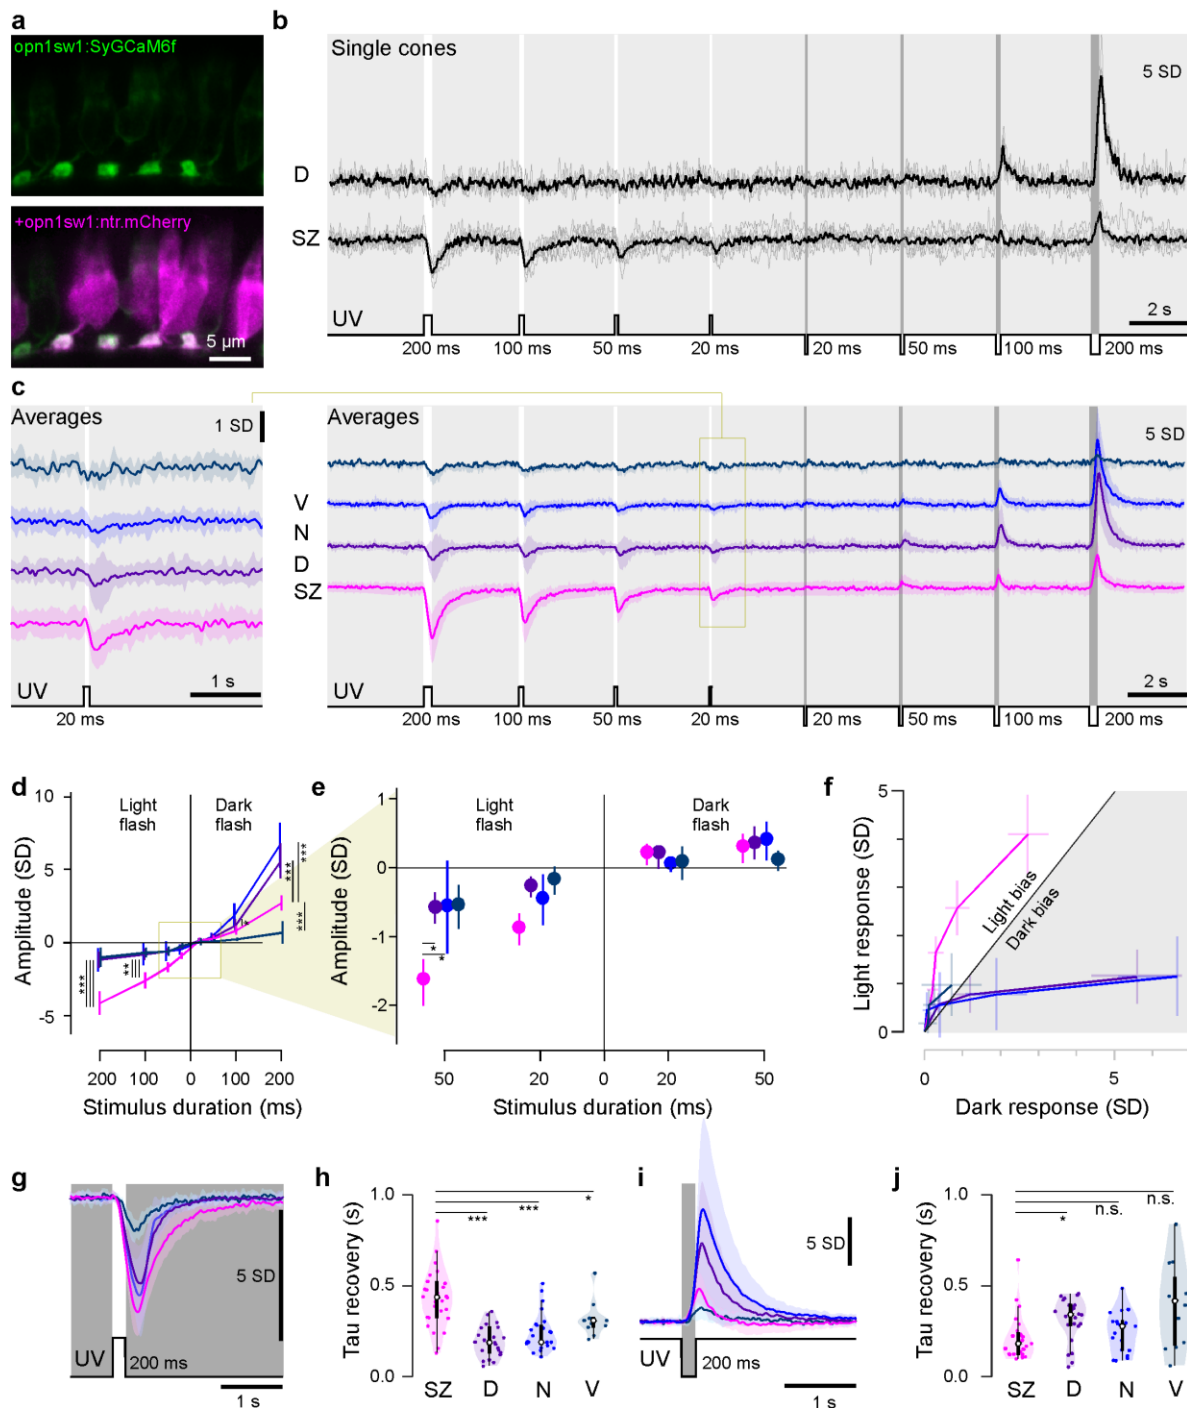 a
opn1sw1:SyGCaM6f
+opn1sw1:ntr.mCherry
5 µm
b
Single cones
5 SD
D
SZ
UV
2 s
200 ms 100 ms 50 ms 20 ms 20 ms 50 ms 100 ms 200 ms
c
Averages
1 SD
UV
1 s
20 ms
Averages
5 SD
V
N
D
SZ
UV
2 s
200 ms 100 ms 50 ms 20 ms 20 ms 50 ms 100 ms 200 ms
d
Amplitude (SD)
10
5
0
-5
Light flash
Dark flash
***
***
***
*
***
**
200 100 0 100 200
Stimulus duration (ms)
e
Amplitude (SD)
1
0
-1
-2
Light flash
Dark flash
*
*
50 20 0 20 50
Stimulus duration (ms)
f
Light response (SD)
5
0
Light bias
Dark bias
0 5
Dark response (SD)
g
5 SD
UV
200 ms
1 s
h
Tau recovery (s)
1.0
0.5
0
*
***
***
SZ D N V
i
5 SD
UV
200 ms
1 s
j
Tau recovery (s)
1.0
0.5
0
n.s.
n.s.
*
SZ D N V